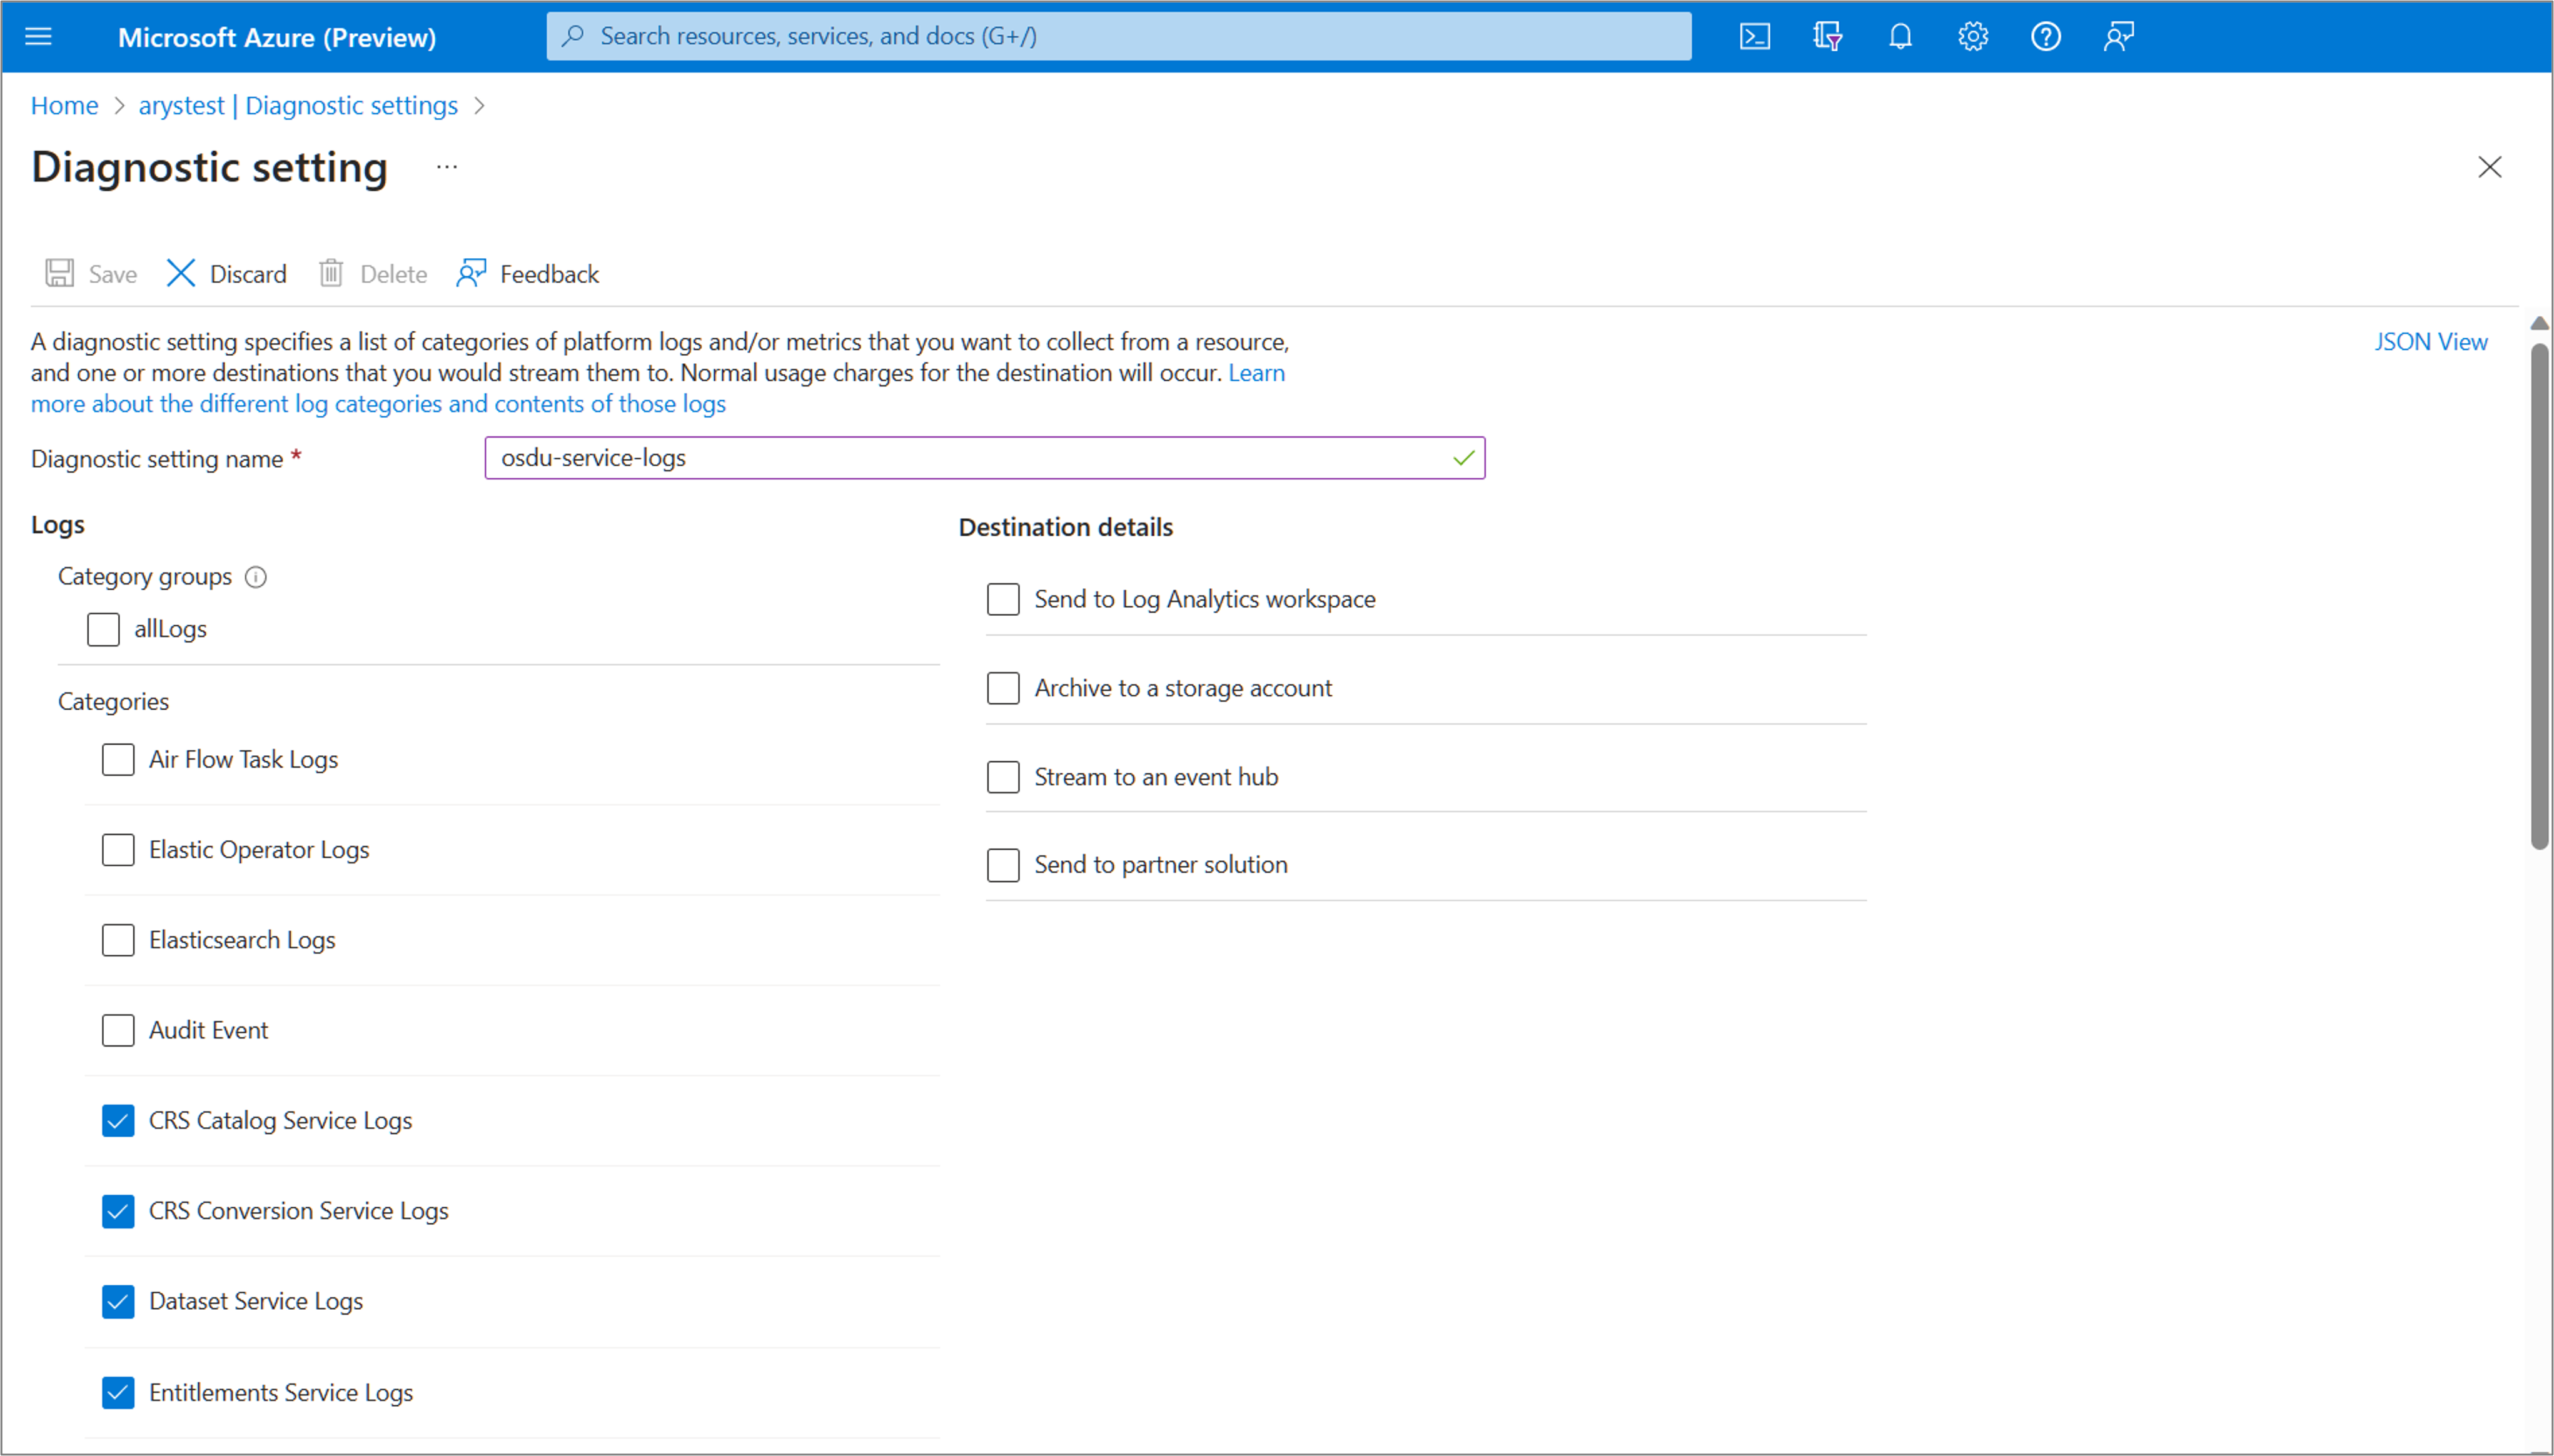 Microsoft Azure (Preview)
Search resources, services, and docs (G+/)
Home > arystest | Diagnostic settings >
Diagnostic setting ...
Save Discard Delete Feedback
A diagnostic setting specifies a list of categories of platform logs and/or metrics that you want to collect from a resource,
and one or more destinations that you would stream them to. Normal usage charges for the destination will occur. Learn
more about the different log categories and contents of those logs
JSON View
Diagnostic setting name *
osdu-service-logs
Logs
Category groups
allLogs
Categories
Air Flow Task Logs
Elastic Operator Logs
Elasticsearch Logs
Audit Event
CRS Catalog Service Logs
CRS Conversion Service Logs
Dataset Service Logs
Entitlements Service Logs
Destination details
Send to Log Analytics workspace
Archive to a storage account
Stream to an event hub
Send to partner solution